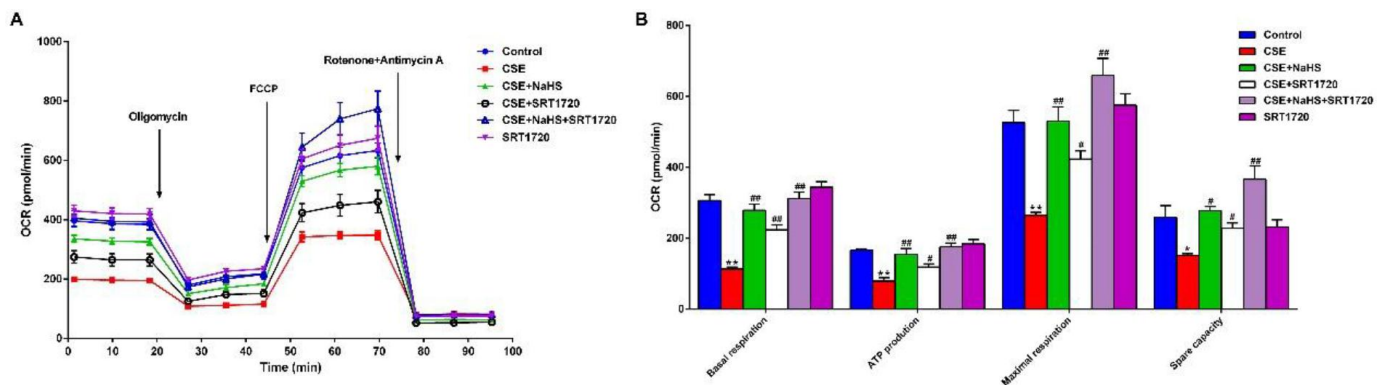 A
1000
800
600
400
200
0
OCR (pmol/min)
Oligomycin
FCCP
Rotenone+Antimycin A
0 10 20 30 40 50 60 70 80 90 100
Time (min)
Control
CSE
CSE+NaHS
CSE+SRT1720
CSE+NaHS+SRT1720
SRT1720
B
800
600
400
200
0
OCR (pmol/min)
** ## ## ##
** ## # ##
** ## # ##
* # # ##
Basal respiration
ATP prodution
Maximal respiration
Spare capacity
Control
CSE
CSE+NaHS
CSE+SRT1720
CSE+NaHS+SRT1720
SRT1720